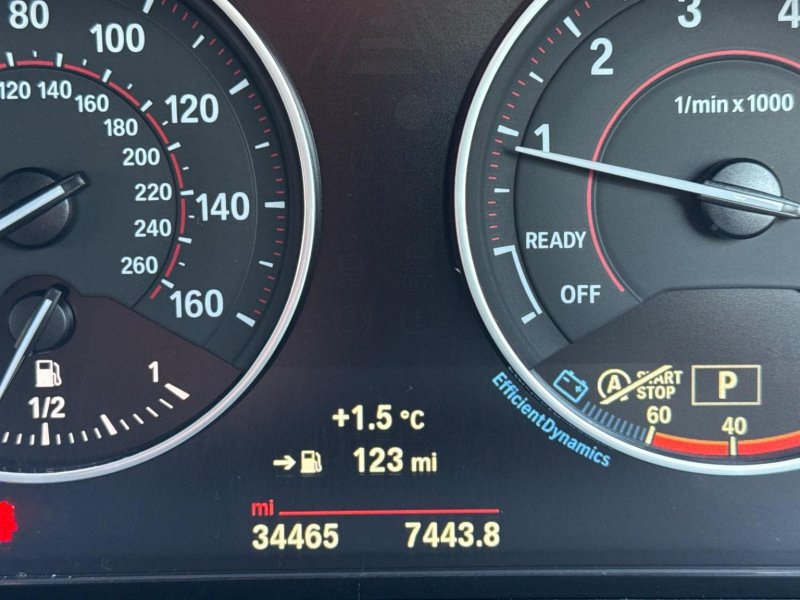 80
100
120
140
160
120 140
160
180
200
220
240
260
1/2
1
1
2
3
4
1/min x 1000
READY
OFF
START
STOP
P
60
40
EfficientDynamics
+1.5 °C
123 mi
mi
34465 7443.8